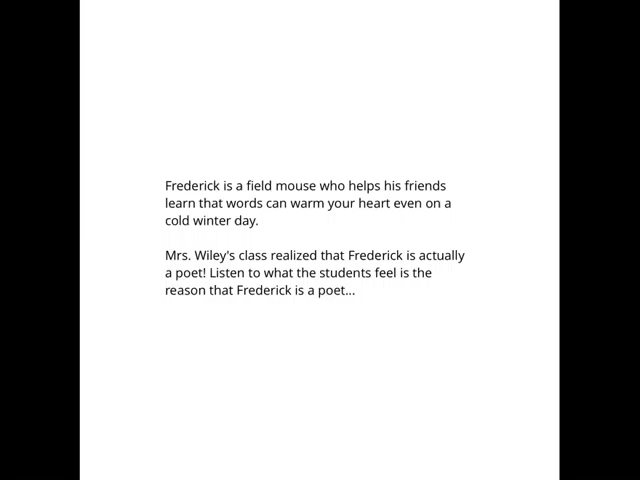 Frederick is a field mouse who helps his friends
learn that words can warm your heart even on a
cold winter day.
Mrs. Wiley's class realized that Frederick is actually
a poet! Listen to what the students feel is the
reason that Frederick is a poet...